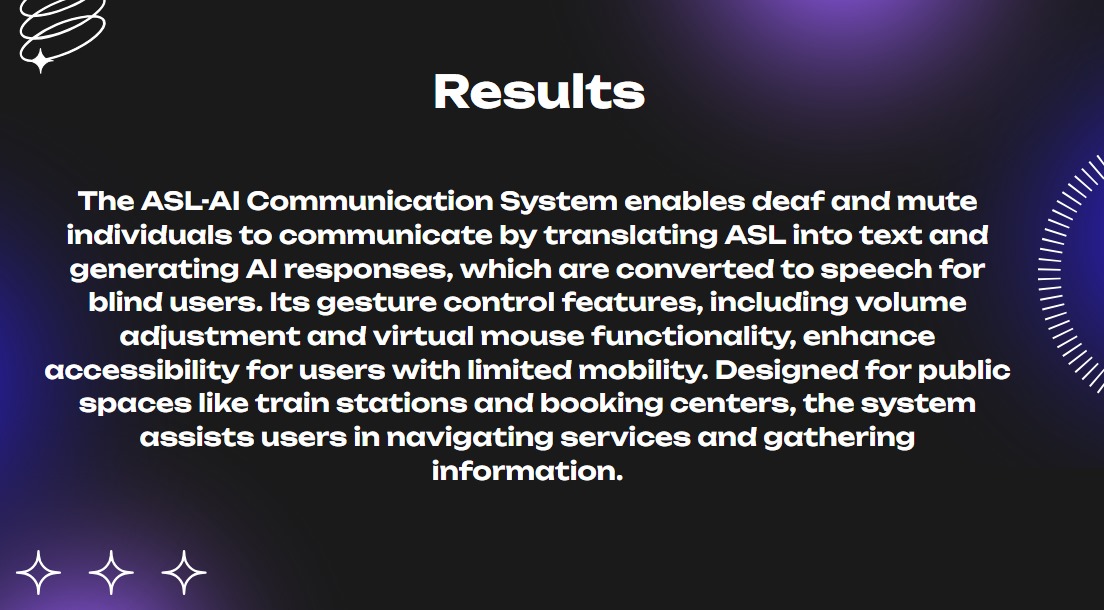 Results
The ASL-AI Communication System enables deaf and mute
individuals to communicate by translating ASL into text and
generating AI responses, which are converted to speech for
blind users. Its gesture control features, including volume
adjustment and virtual mouse functionality, enhance
accessibility for users with limited mobility. Designed for public
spaces like train stations and booking centers, the system
assists users in navigating services and gathering
information.